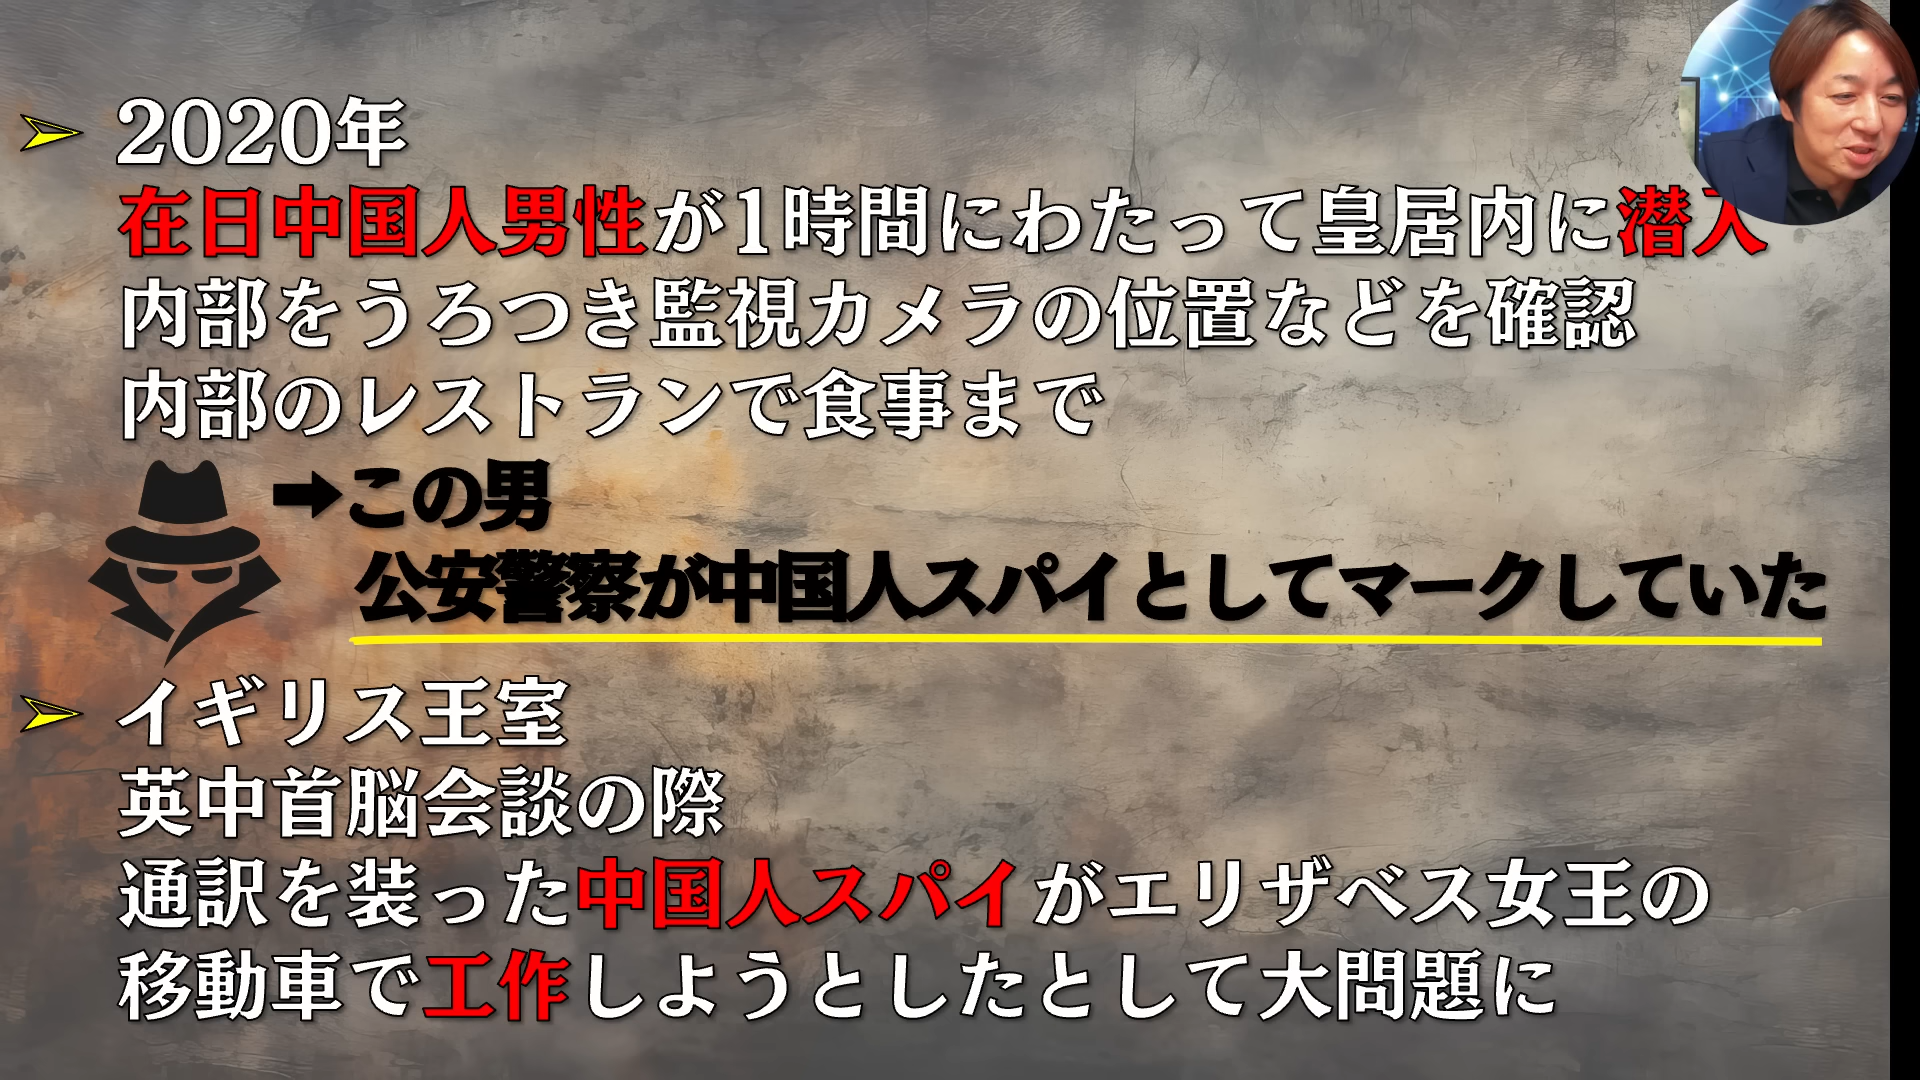 2020年
在日中国人男性が1時間にわたって皇居内に潜入
内部をうろつき監視カメラの位置などを確認
内部のレストランで食事まで
➡この男
公安警察が中国人スパイとしてマークしていた
イギリス王室
英中首脳会談の際
通訳を装った中国人スパイがエリザベス女王の
移動車で工作しようとしたとして大問題に